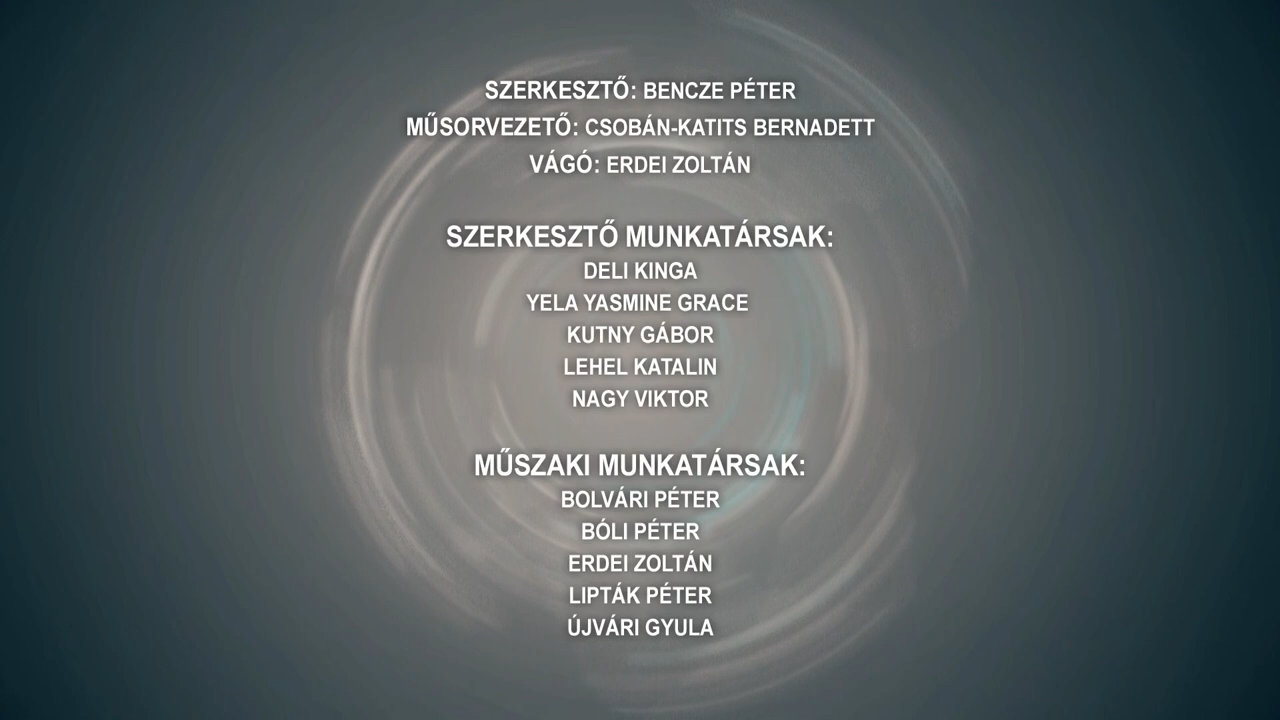 SZERKESZTŐ: BENCZE PÉTER
MŰSORVEZETŐ: CSOBÁN-KATITS BERNADETT
VÁGÓ: ERDEI ZOLTÁN
SZERKESZTŐ MUNKATÁRSAK:
DELI KINGA
YELA YASMINE GRACE
KUTNY GÁBOR
LEHEL KATALIN
NAGY VIKTOR
MŰSZAKI MUNKATÁRSAK:
BOLVÁRI PÉTER
BÓLI PÉTER
ERDEI ZOLTÁN
LIPTÁK PÉTER
ÚJVÁRI GYULA